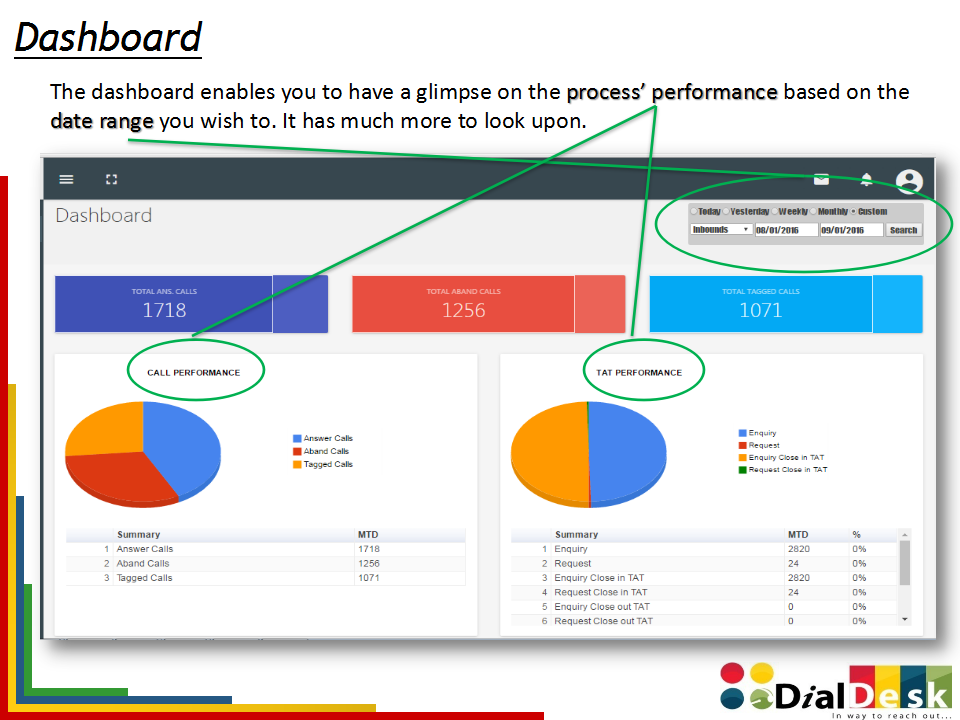 Dashboard
The dashboard enables you to have a glimpse on the process' performance based on the
date range you wish to. It has much more to look upon.
Dashboard
Today Yesterday Weekly Monthly Custom
Inbounds 08/01/2016 09/01/2016 Search
TOTAL ANS. CALLS
1718
TOTAL ABAND CALLS
1256
TOTAL TAGGED CALLS
1071
CALL PERFORMANCE
Answer Calls
Aband Calls
Tagged Calls
Summary MTD
1 Answer Calls 1718
2 Aband Calls 1256
3 Tagged Calls 1071
TAT PERFORMANCE
Enquiry
Request
Enquiry Close in TAT
Request Close in TAT
Summary MTD %
1 Enquiry 2820 0%
2 Request 24 0%
3 Enquiry Close in TAT 2820 0%
4 Request Close in TAT 24 0%
5 Enquiry Close out TAT 0 0%
6 Request Close out TAT 0 0%
DialDesk
In way to reach out...